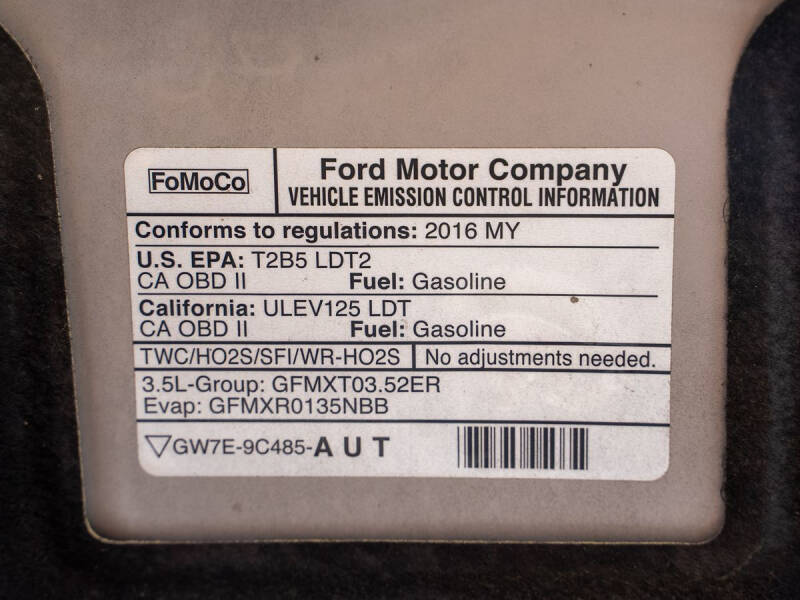 FoMoCo
Ford Motor Company
VEHICLE EMISSION CONTROL INFORMATION
Conforms to regulations: 2016 MY
U.S. EPA: T2B5 LDT2
CA OBD II Fuel: Gasoline
California: ULEV125 LDT
CA OBD II Fuel: Gasoline
TWC/HO2S/SFI/WR-HO2S No adjustments needed.
3.5L-Group: GFMXT03.52ER
Evap: GFMXR0135NBB
GW7E-9C485-AUT